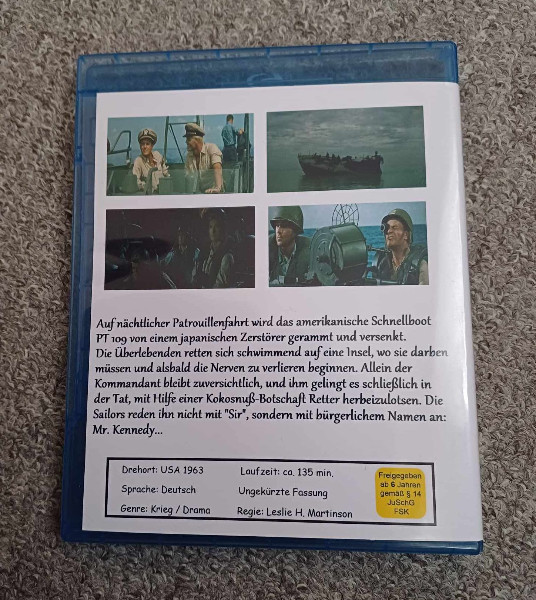 Auf nächtlicher Patrouillenfahrt wird das amerikanische Schnellboot
PT 109 von einem japanischen Zerstörer gerammt und versenkt.
Die Überlebenden retten sich schwimmend auf eine Insel, wo sie darben
müssen und alsbald die Nerven zu verlieren beginnen. Allein der
Kommandant bleibt zuversichtlich, und ihm gelingt es schließlich in
der Tat, mit Hilfe einer Kokosnuß-Botschaft Retter herbeizulotsen. Die
Sailors reden ihn nicht mit "Sir", sondern mit bürgerlichem Namen an:
Mr. Kennedy...
Drehort: USA 1963 Laufzeit: ca. 135 min.
Sprache: Deutsch Ungekürzte Fassung
Genre: Krieg / Drama Regie: Leslie H. Martinson
Freigegeben
ab 6 Jahren
gemäß § 14
JuSchG
FSK